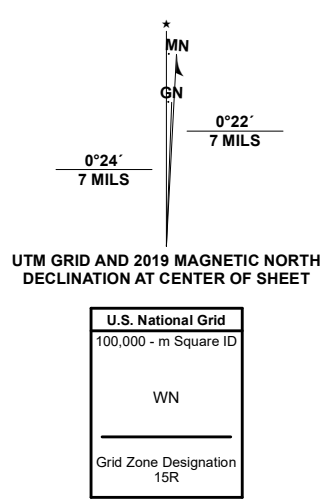 MN
GN
0°22´
7 MILS
0°24´
7 MILS
UTM GRID AND 2019 MAGNETIC NORTH
DECLINATION AT CENTER OF SHEET
U.S. National Grid
100,000 - m Square ID
WN
Grid Zone Designation
15R